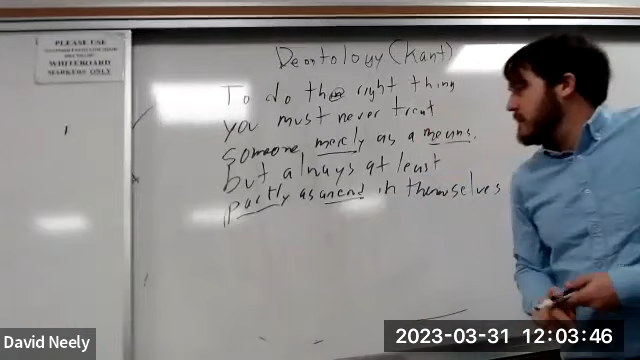 PLEASE USE
WHITEBOARD
MARKERS ONLY
Deontology (Kant)
To do the right thing
you must never treat
someone merely as a means,
but always at least
partly as an end in themselves
David Neely
2023-03-31 12:03:46